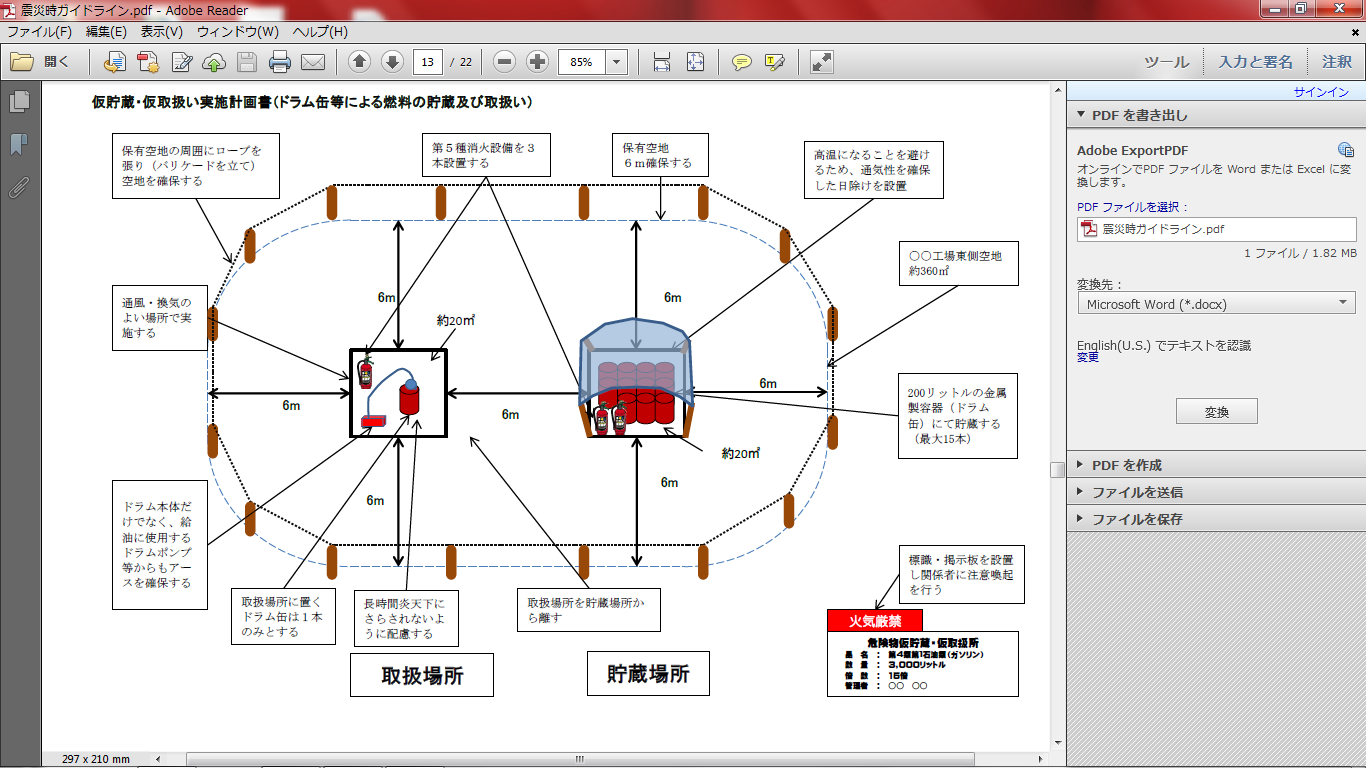 震災時ガイドライン.pdf - Adobe Reader
ファイル(F) 編集(E) 表示(V) ウィンドウ(W) ヘルプ(H)
開く 13 / 22 85% ツール 入力と署名 注釈
仮貯蔵・仮取扱い実施計画書（ドラム缶等による燃料の貯蔵及び取扱い）
保有空地の周囲にロープを
張り（バリケードを立て）
空地を確保する
第５種消火設備を３
本設置する
保有空地
６ｍ確保する
高温になることを避け
るため、通気性を確保
した日除けを設置
○○工場東側空地
約360㎡
通風・換気の
よい場所で実
施する
6m
6m
約20㎡
6m
6m
6m
200リットルの金属
製容器（ドラム
缶）にて貯蔵する
（最大15本）
約20㎡
6m
6m
ドラム本体だ
けでなく、給
油に使用する
ドラムポンプ
等からもアー
スを確保する
取扱場所に置く
ドラム缶は１本
のみとする
長時間炎天下に
さらされないよ
うに配慮する
取扱場所を貯蔵場所か
ら離す
標識・掲示板を設置
し関係者に注意喚起
を行う
取扱場所
貯蔵場所
火気厳禁
危険物仮貯蔵・仮取扱所
品　名　：　第４類第１石油類（ガソリン）
数　量　：　3,000リットル
倍　数　：　15倍
管理者　：　○○　○○
297 x 210 mm
サインイン
PDF を書き出し
Adobe ExportPDF
オンラインでPDF ファイルを Word または Excel に変
換します。
PDF ファイルを選択 :
震災時ガイドライン.pdf
1 ファイル / 1.82 MB
変換先 :
Microsoft Word (*.docx)
English(U.S.) でテキストを認識
変更
変換
PDF を作成
ファイルを送信
ファイルを保存